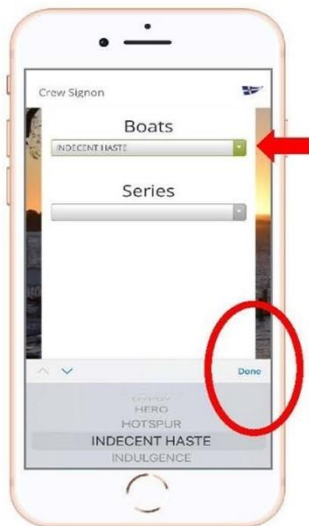 Crew Signon
Boats
INDECENT HASTE
Series
Done
HERO
HOTSPUR
INDECENT HASTE
INDULGENCE